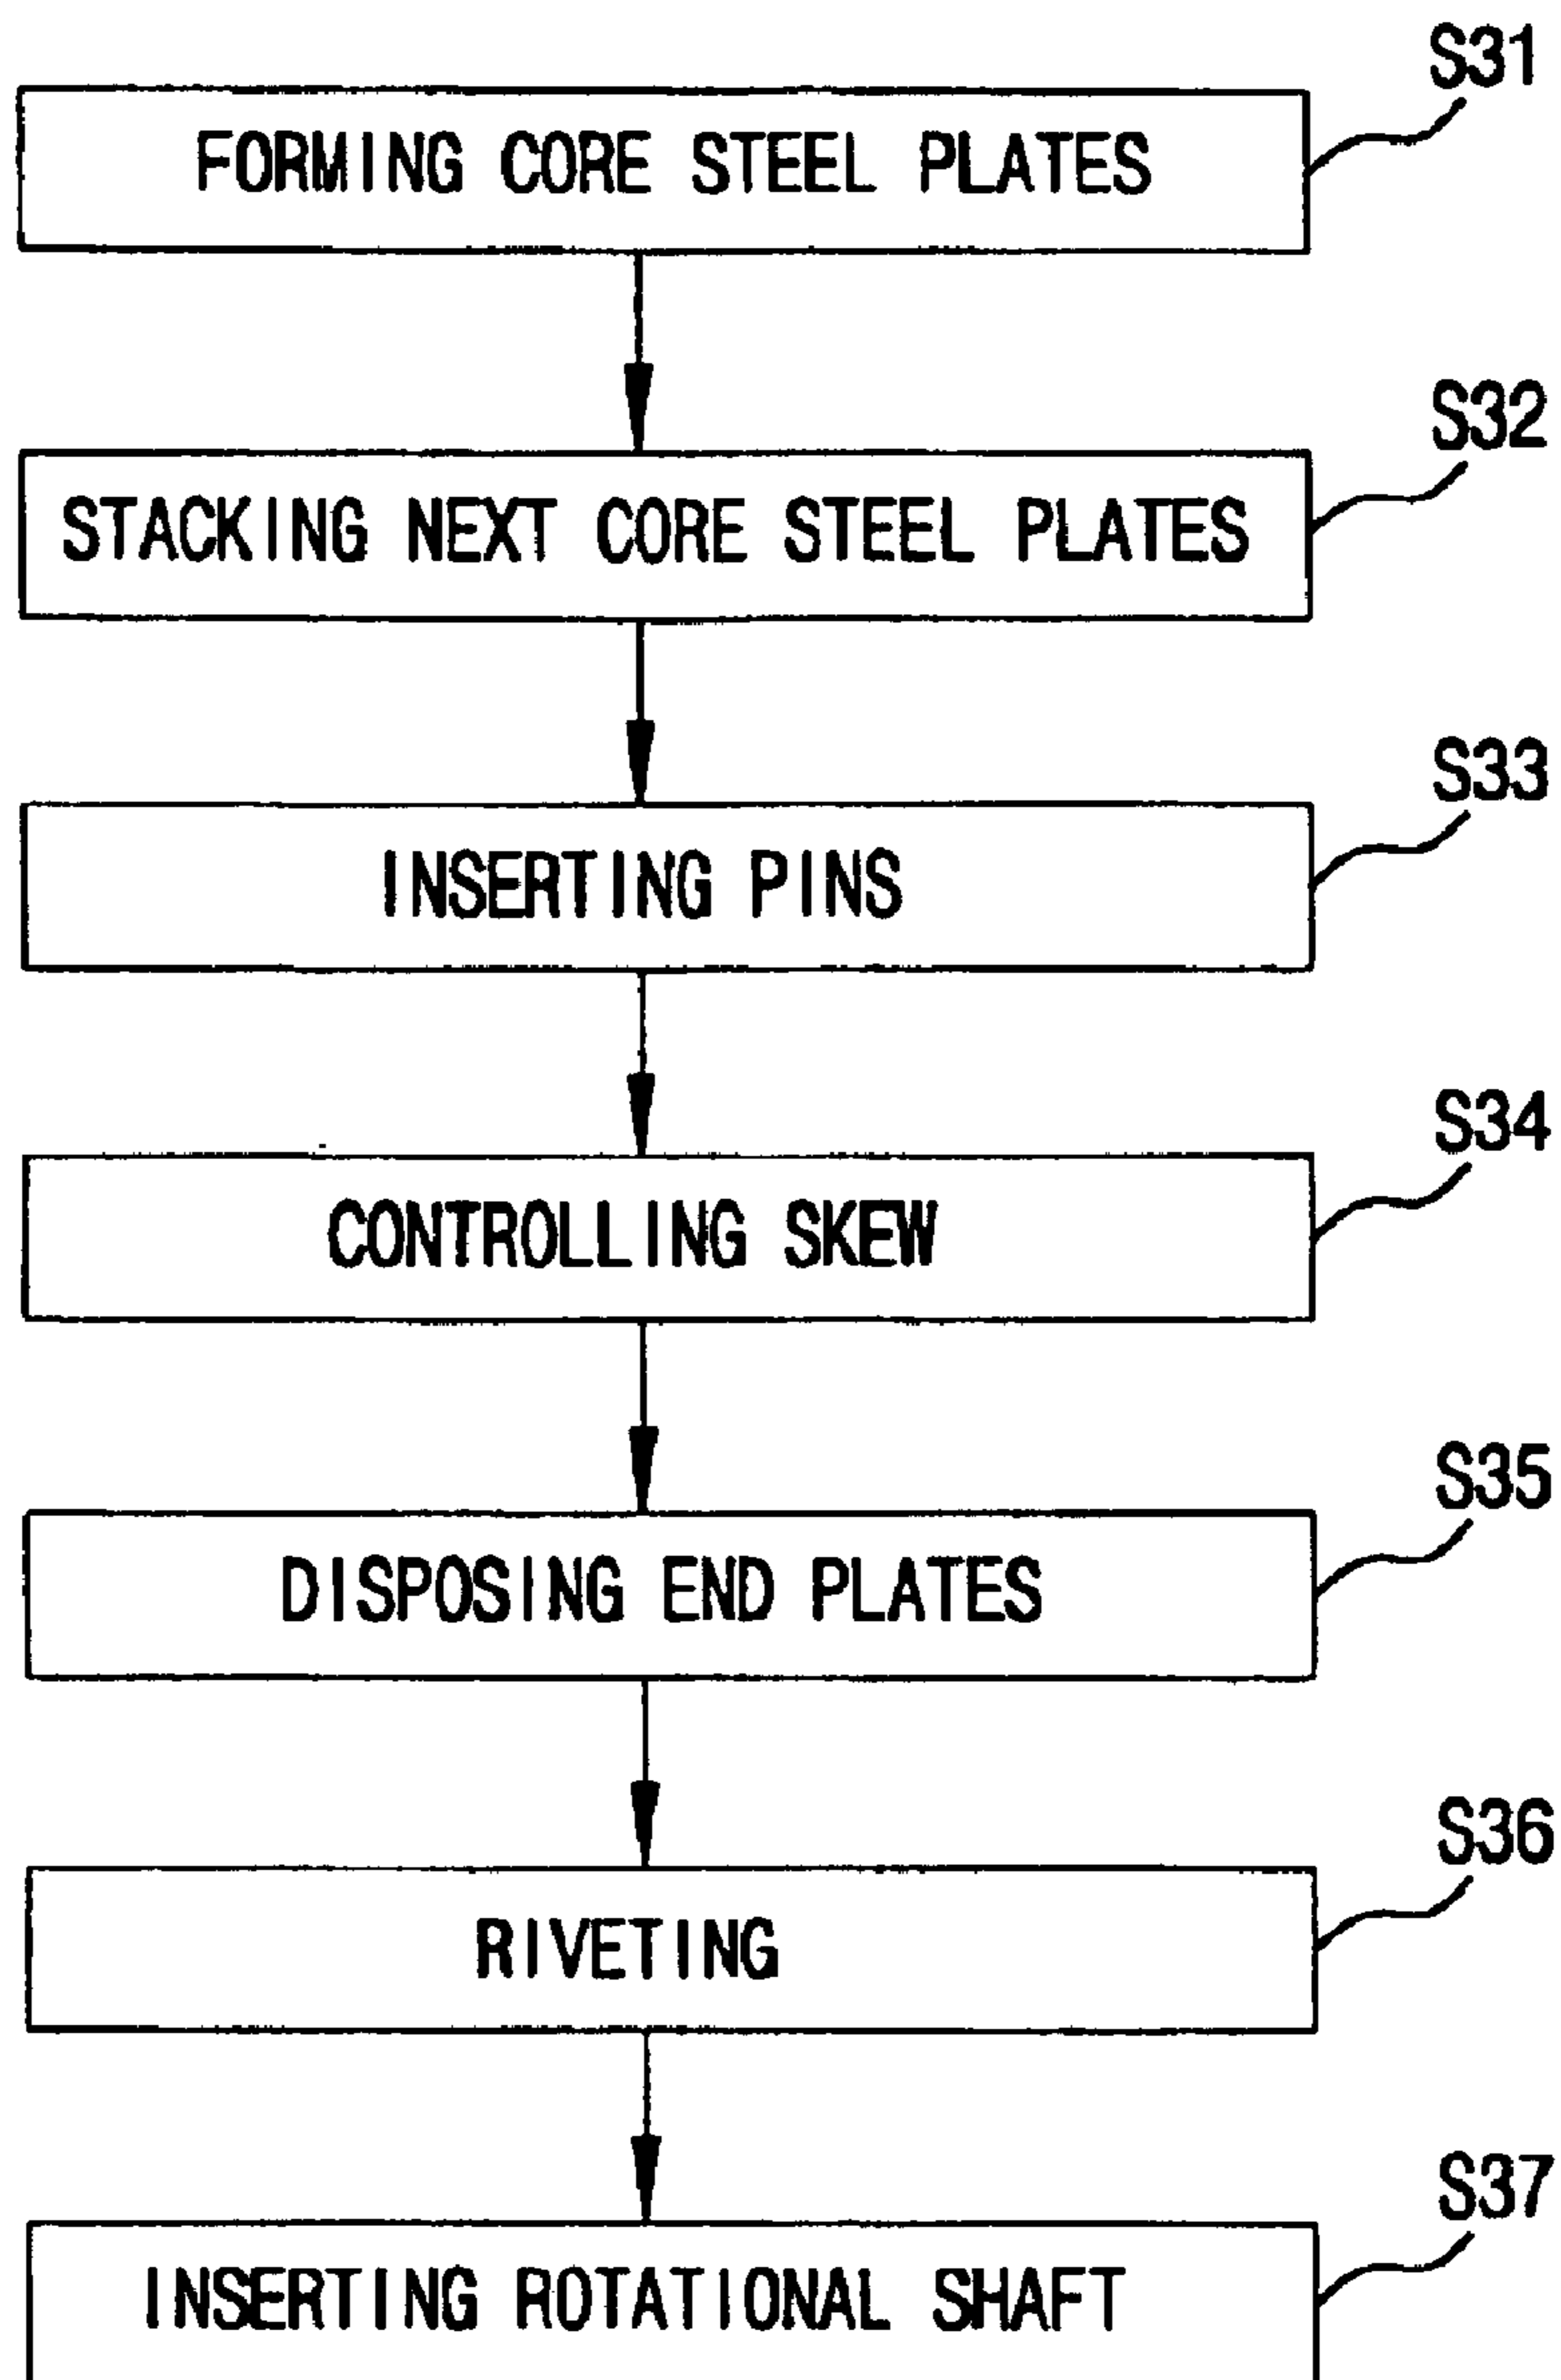 S31
FORMING CORE STEEL PLATES
S32
STACKING NEXT CORE STEEL PLATES
S33
INSERTING PINS
S34
CONTROLLING SKEW
S35
DISPOSING END PLATES
S36
RIVETING
S37
INSERTING ROTATIONAL SHAFT